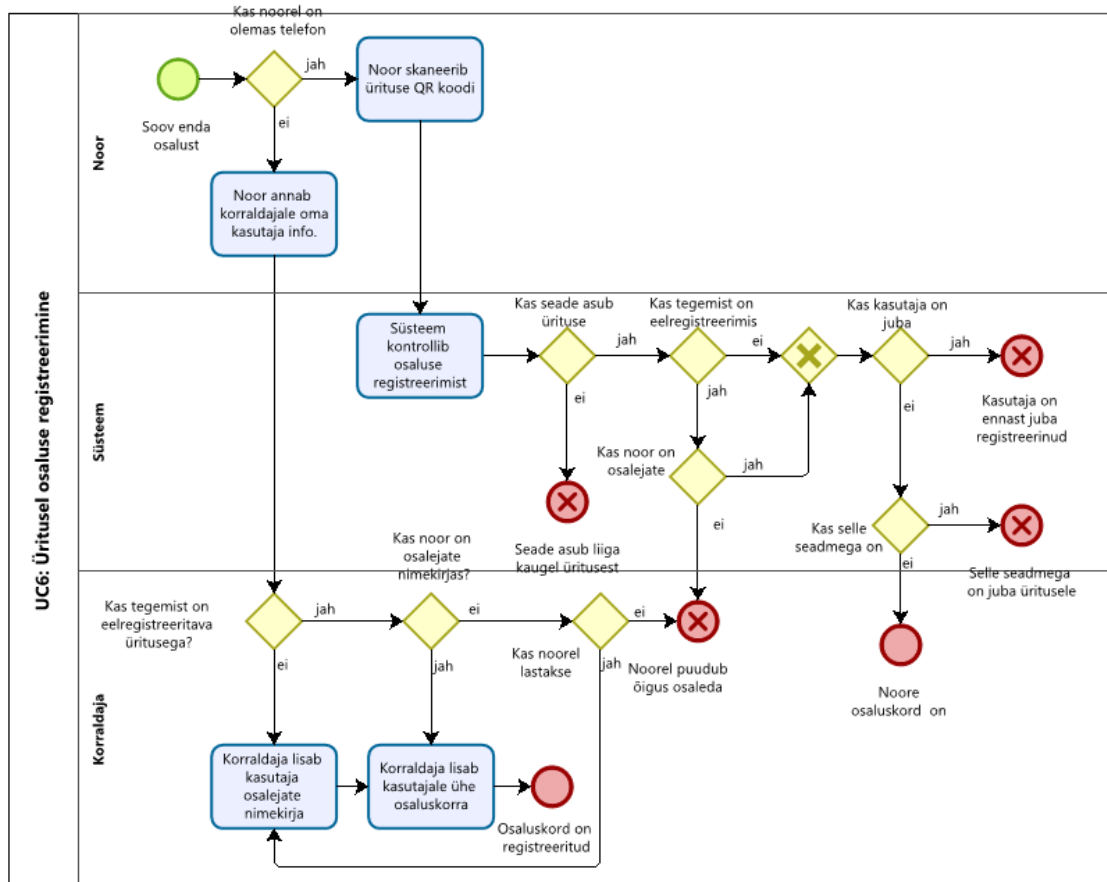 UC6: Üritusel osaluse registreerimine
Noor
Kas noorel on
olemas telefon
jah
ei
Soov enda
osalust
Noor skaneerib
ürituse QR koodi
Noor annab
korraldajale oma
kasutaja info.
Süsteem
Süsteem
kontrollib
osaluse
registreerimist
Kas seade asub
ürituse
jah
ei
Seade asub liiga
kaugel üritusest
Kas tegemist on
eelregistreerimis
ei
jah
Kas noor on
osalejate
jah
ei
Kas kasutaja on
juba
jah
ei
Kasutaja on
ennast juba
registreerinud
Kas selle
seadmega on
jah
ei
Selle seadmega
on juba üritusele
Korraldaja
Kas tegemist on
eelregistreeritava
üritusega?
jah
ei
Kas noor on
osalejate
nimekirjas?
ei
jah
Kas noorel
lastakse
ei
jah
Noorel puudub
õigus osaleda
Noore
osaluskord on
Korraldaja lisab
kasutaja
osalejate
nimekirja
Korraldaja lisab
kasutajale ühe
osaluskorra
Osaluskord on
registreeritud